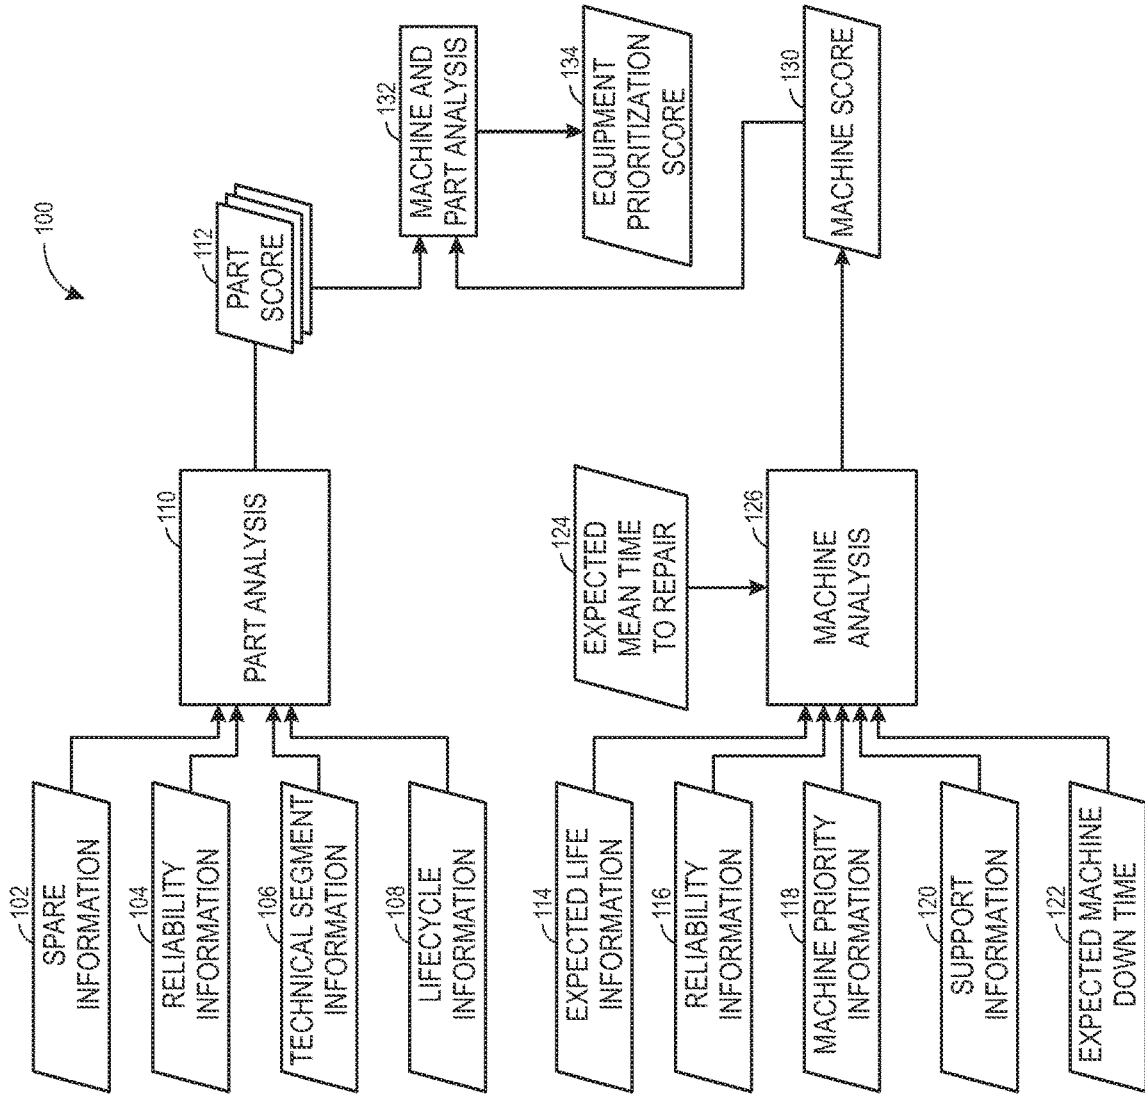 100
102
SPARE
INFORMATION
104
RELIABILITY
INFORMATION
106
TECHNICAL SEGMENT
INFORMATION
108
LIFECYCLE
INFORMATION
110
PART ANALYSIS
112
PART
SCORE
114
EXPECTED LIFE
INFORMATION
116
RELIABILITY
INFORMATION
118
MACHINE PRIORITY
INFORMATION
120
SUPPORT
INFORMATION
122
EXPECTED MACHINE
DOWN TIME
124
EXPECTED
MEAN TIME
TO REPAIR
126
MACHINE
ANALYSIS
130
MACHINE SCORE
132
MACHINE AND
PART ANALYSIS
134
EQUIPMENT
PRIORITIZATION
SCORE